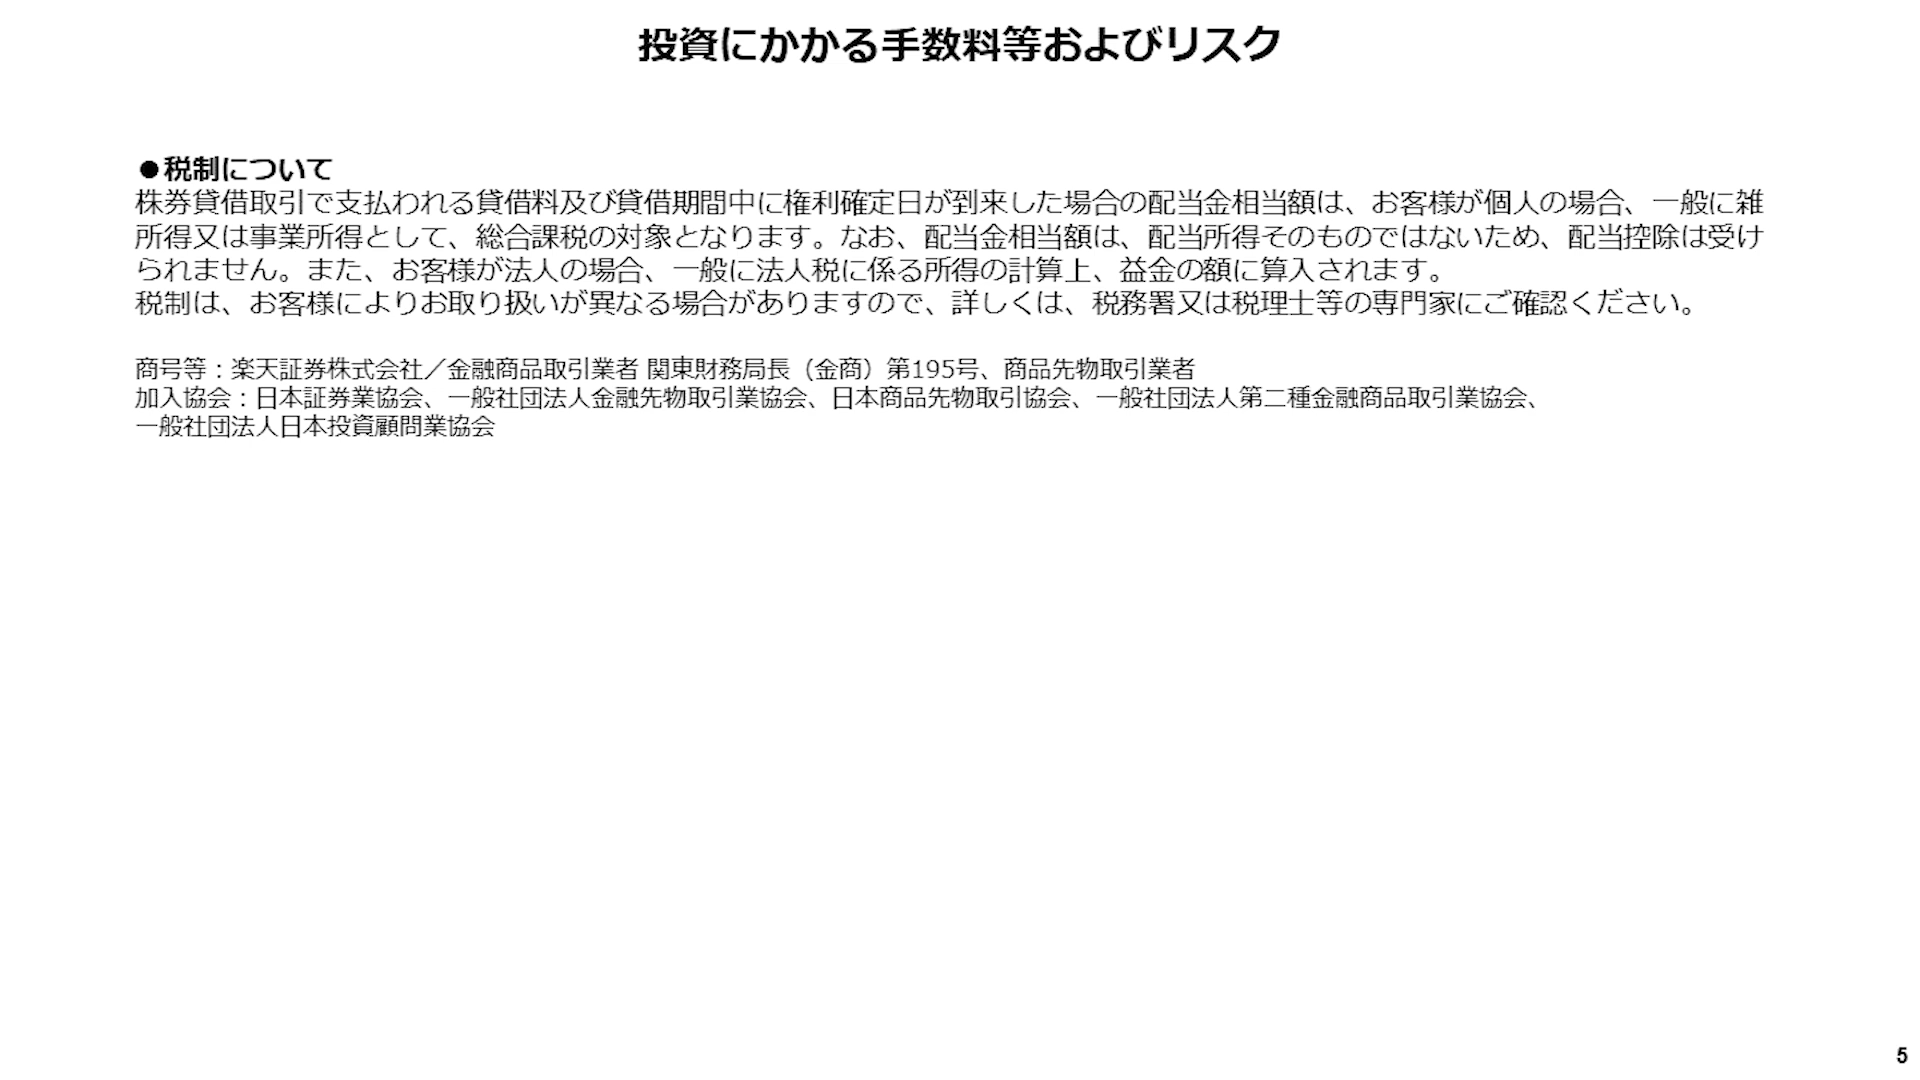 投資にかかる手数料等およびリスク
●税制について
株券貸借取引で支払われる貸借料及び貸借期間中に権利確定日が到来した場合の配当金相当額は、お客様が個人の場合、一般に雑
所得又は事業所得として、総合課税の対象となります。なお、配当金相当額は、配当所得そのものではないため、配当控除は受け
られません。また、お客様が法人の場合、一般に法人税に係る所得の計算上、益金の額に算入されます。
税制は、お客様によりお取り扱いが異なる場合がありますので、詳しくは、税務署又は税理士等の専門家にご確認ください。
商号等：楽天証券株式会社／金融商品取引業者 関東財務局長（金商）第195号、商品先物取引業者
加入協会：日本証券業協会、一般社団法人金融先物取引業協会、日本商品先物取引協会、一般社団法人第二種金融商品取引業協会、
一般社団法人日本投資顧問業協会
5